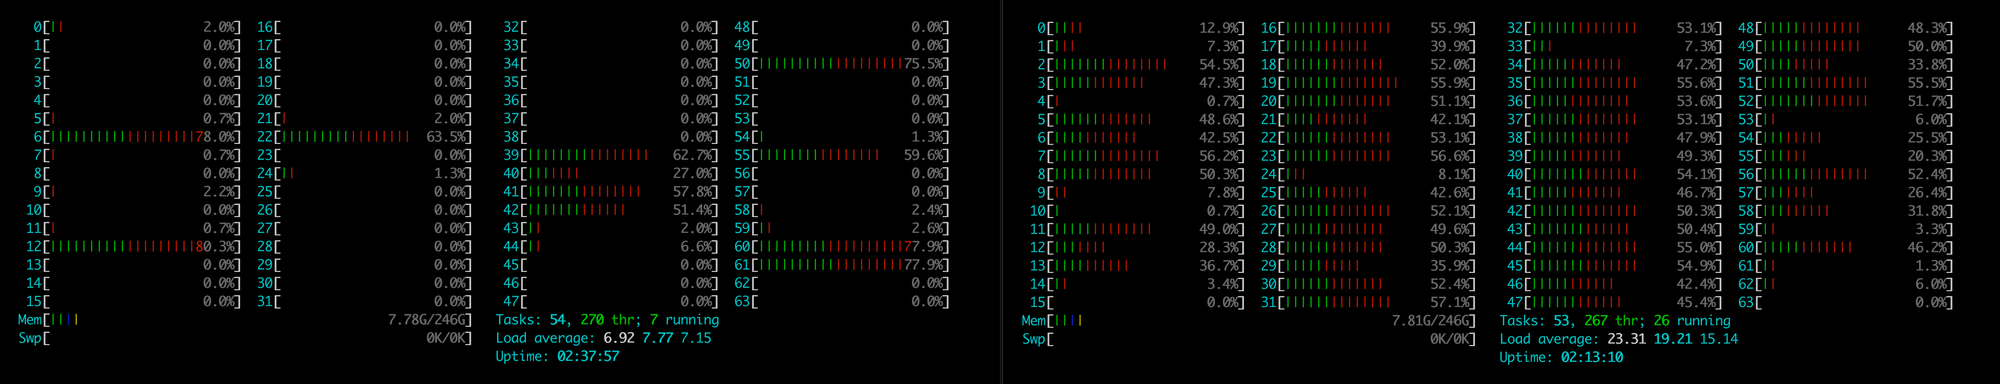 0[|| 2.0%] 16[ 0.0%] 32[ 0.0%] 48[ 0.0%]
1[ 0.0%] 17[ 0.0%] 33[ 0.0%] 49[ 0.0%]
2[ 0.0%] 18[ 0.0%] 34[ 0.0%] 50[||||||||||||||||||||||75.5%]
3[ 0.0%] 19[ 0.0%] 35[ 0.0%] 51[ 0.0%]
4[ 0.0%] 20[ 0.0%] 36[ 0.0%] 52[ 0.0%]
5[| 0.7%] 21[| 2.0%] 37[ 0.0%] 53[ 0.0%]
6[|||||||||||||||||||||||78.0%] 22[||||||||||||||||||||63.5%] 38[ 0.0%] 54[| 1.3%]
7[| 0.7%] 23[ 0.0%] 39[||||||||||||||||||| 62.7%] 55[||||||||||||||||||| 59.6%]
8[ 0.0%] 24[|| 1.3%] 40[||||||||| 27.0%] 56[ 0.0%]
9[| 2.2%] 25[ 0.0%] 41[|||||||||||||||||| 57.8%] 57[ 0.0%]
10[ 0.0%] 26[ 0.0%] 42[|||||||||||||||| 51.4%] 58[| 2.4%]
11[| 0.7%] 27[ 0.0%] 43[|| 2.0%] 59[|| 2.6%]
12[|||||||||||||||||||||||80.3%] 28[ 0.0%] 44[|| 6.6%] 60[|||||||||||||||||||||||77.9%]
13[ 0.0%] 29[ 0.0%] 45[ 0.0%] 61[|||||||||||||||||||||||77.9%]
14[ 0.0%] 30[ 0.0%] 46[ 0.0%] 62[ 0.0%]
15[ 0.0%] 31[ 0.0%] 47[ 0.0%] 63[ 0.0%]
Mem[|||| 7.78G/246G] Tasks: 54, 270 thr; 7 running
Swp[ 0K/0K] Load average: 6.92 7.77 7.15
Uptime: 02:37:57
0[|||| 12.9%] 16[||||||||||||||||| 55.9%] 32[||||||||||||||||| 53.1%] 48[|||||||||||||||| 48.3%]
1[||| 7.3%] 17[||||||||||||| 39.9%] 33[||| 7.3%] 49[|||||||||||||||| 50.0%]
2[|||||||||||||||||| 54.5%] 18[|||||||||||||||| 52.0%] 34[|||||||||||||||| 47.2%] 50[||||||||||| 33.8%]
3[||||||||||||||| 47.3%] 19[|||||||||||||||||| 55.9%] 35[||||||||||||||||| 55.6%] 51[||||||||||||||||| 55.5%]
4[| 0.7%] 20[||||||||||||||||| 51.1%] 36[|||||||||||||||| 53.6%] 52[||||||||||||||||| 51.7%]
5[|||||||||||||||| 48.6%] 21[||||||||||||| 42.1%] 37[||||||||||||||||| 53.1%] 53[|| 6.0%]
6[|||||||||||||| 42.5%] 22[||||||||||||||||| 53.1%] 38[|||||||||||||||| 47.9%] 54[|||||||||| 25.5%]
7[||||||||||||||||| 56.2%] 23[||||||||||||||||| 56.6%] 39[|||||||||||||||| 49.3%] 55[||||||| 20.3%]
8[|||||||||||||||| 50.3%] 24[||| 8.1%] 40[||||||||||||||||| 54.1%] 56[||||||||||||||||| 52.4%]
9[|| 7.8%] 25[||||||||||||| 42.6%] 41[|||||||||||||||| 46.7%] 57[||||||||| 26.4%]
10[| 0.7%] 26[||||||||||||||||| 52.1%] 42[||||||||||||||||| 50.3%] 58[||||||||||| 31.8%]
11[|||||||||||||||| 49.0%] 27[|||||||||||||||| 49.6%] 43[|||||||||||||||| 50.4%] 59[|| 3.3%]
12[||||||||| 28.3%] 28[|||||||||||||||| 50.3%] 44[||||||||||||||||| 55.0%] 60[||||||||||||||| 46.2%]
13[|||||||||||| 36.7%] 29[|||||||||||| 35.9%] 45[||||||||||||||||| 54.9%] 61[|| 1.3%]
14[|| 3.4%] 30[|||||||||||||||| 52.4%] 46[||||||||||||| 42.4%] 62[|| 6.0%]
15[ 0.0%] 31[||||||||||||||||| 57.1%] 47[|||||||||||||||| 45.4%] 63[ 0.0%]
Mem[|||| 7.81G/246G] Tasks: 53, 267 thr; 26 running
Swp[ 0K/0K] Load average: 23.31 19.21 15.14
Uptime: 02:13:10